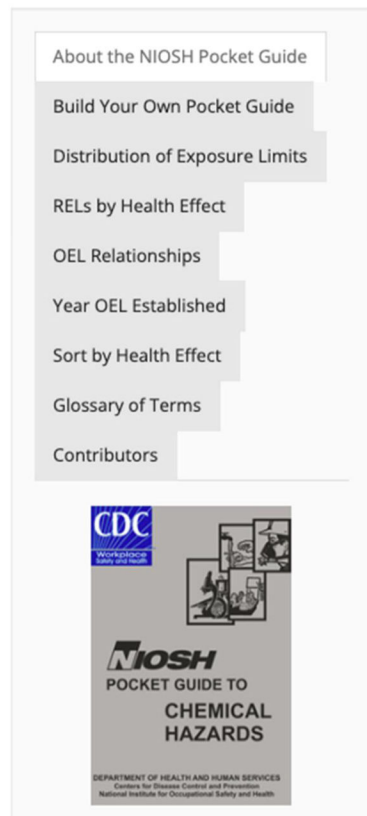 About the NIOSH Pocket Guide
Build Your Own Pocket Guide
Distribution of Exposure Limits
RELs by Health Effect
OEL Relationships
Year OEL Established
Sort by Health Effect
Glossary of Terms
Contributors
CDC
Workplace
Safety and Health
NIOSH
POCKET GUIDE TO
CHEMICAL
HAZARDS
DEPARTMENT OF HEALTH AND HUMAN SERVICES
Centers for Disease Control and Prevention
National Institute for Occupational Safety and Health